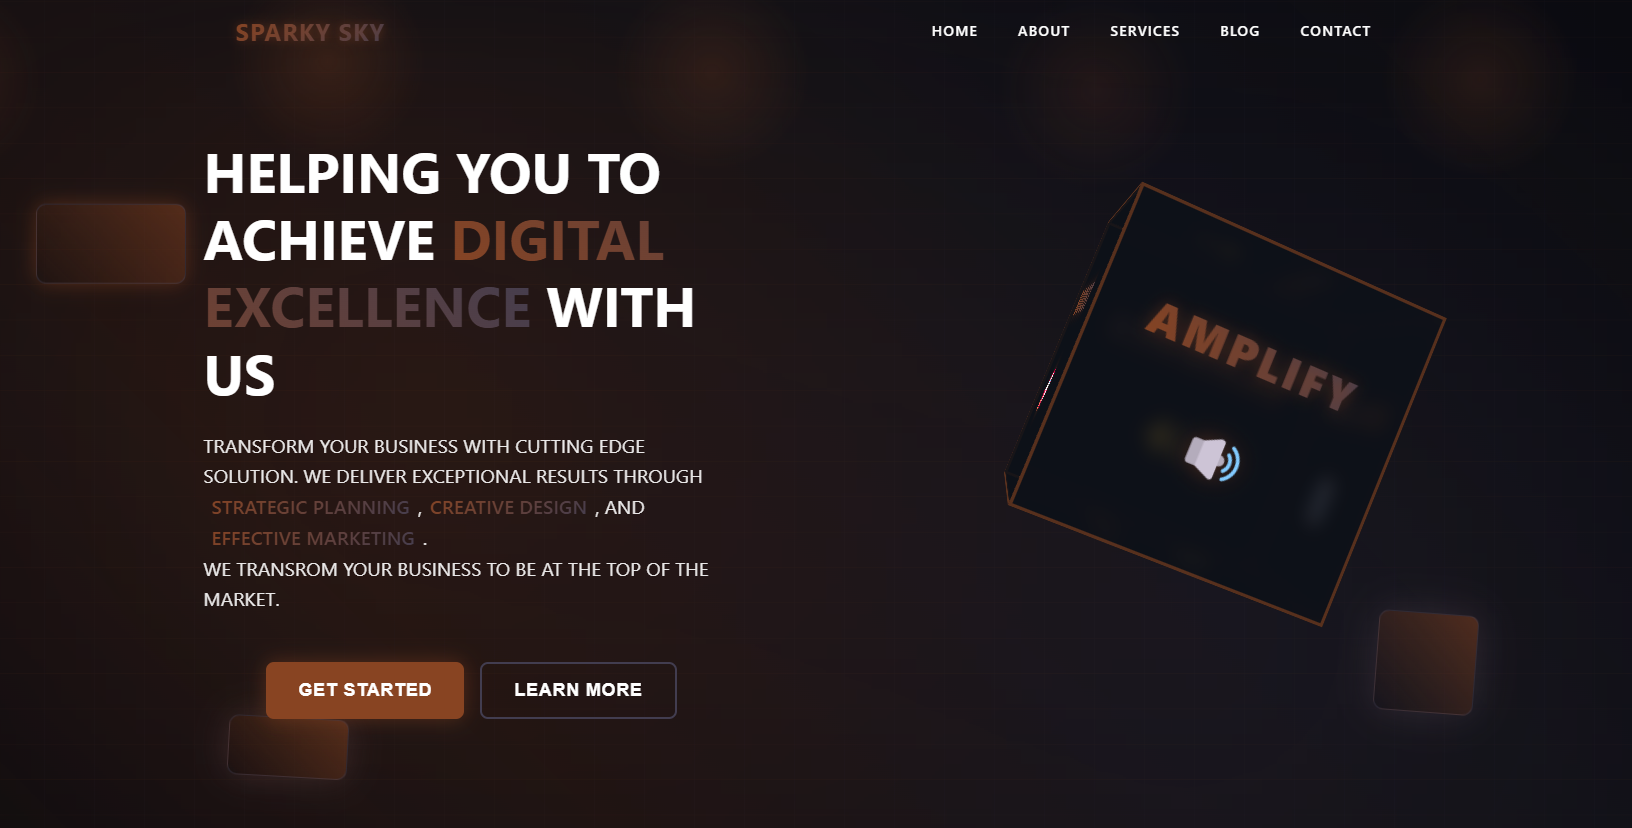 SPARKY SKY
HOME ABOUT SERVICES BLOG CONTACT
HELPING YOU TO
ACHIEVE DIGITAL
EXCELLENCE WITH
US
TRANSFORM YOUR BUSINESS WITH CUTTING EDGE
SOLUTION. WE DELIVER EXCEPTIONAL RESULTS THROUGH
STRATEGIC PLANNING , CREATIVE DESIGN , AND
EFFECTIVE MARKETING .
WE TRANSROM YOUR BUSINESS TO BE AT THE TOP OF THE
MARKET.
GET STARTED LEARN MORE
AMPLIFY